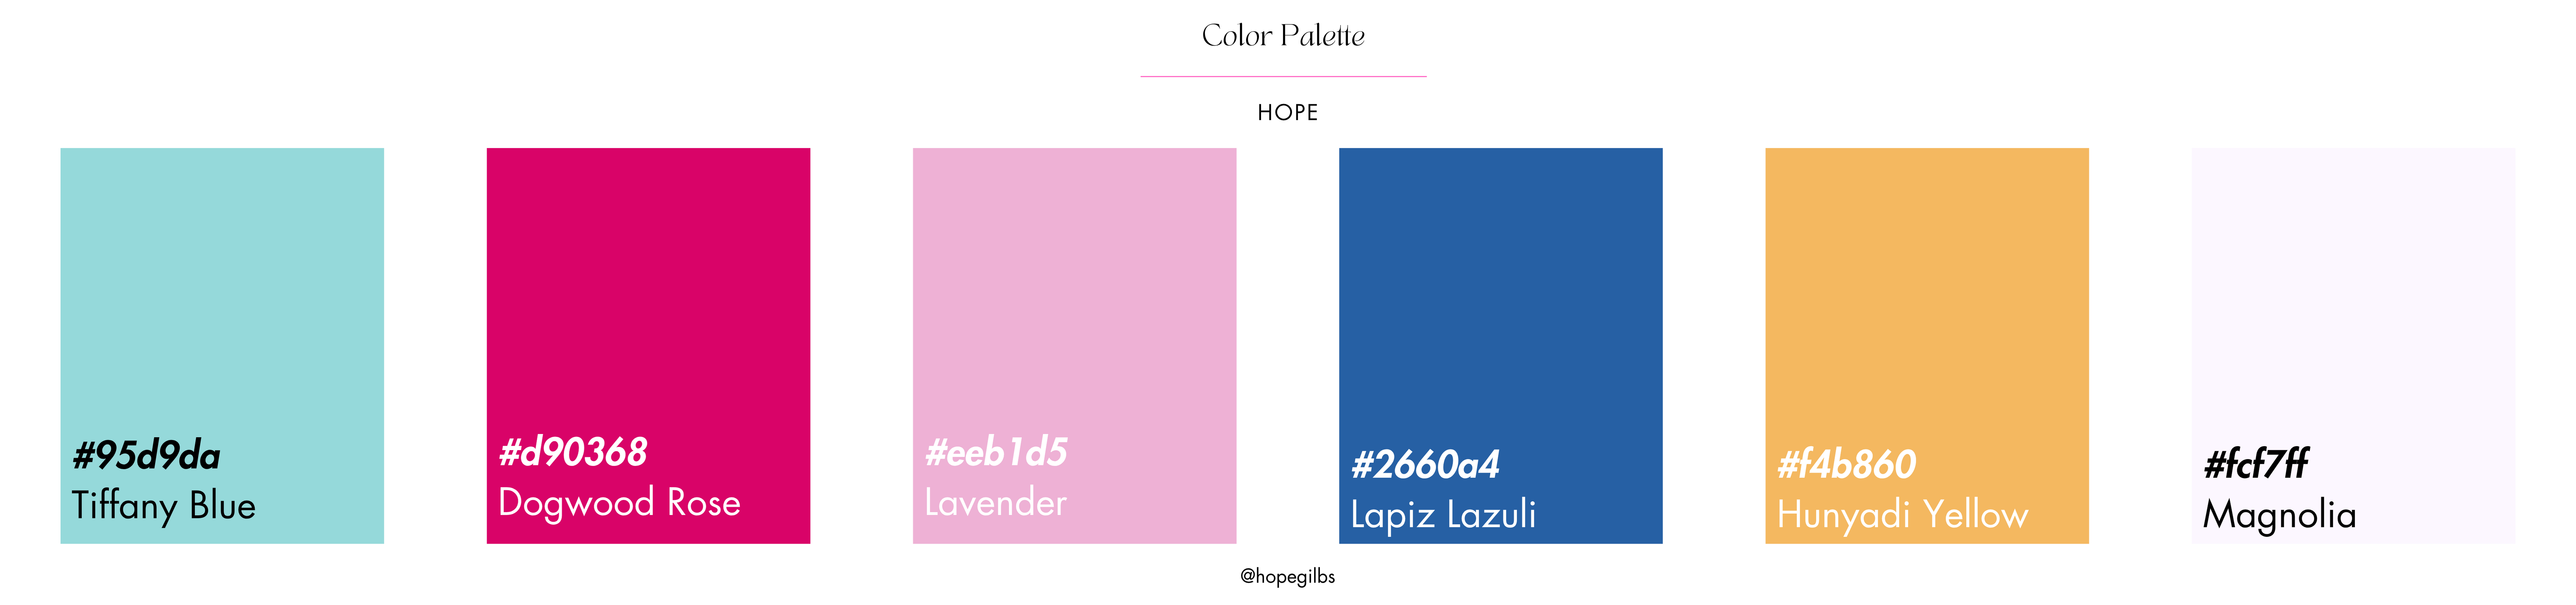 Color Palette
HOPE
#95d9da
Tiffany Blue
#d90368
Dogwood Rose
#eeb1d5
Lavender
#2660a4
Lapiz Lazuli
#f4b860
Hunyadi Yellow
#fcf7ff
Magnolia
@hopegilbs